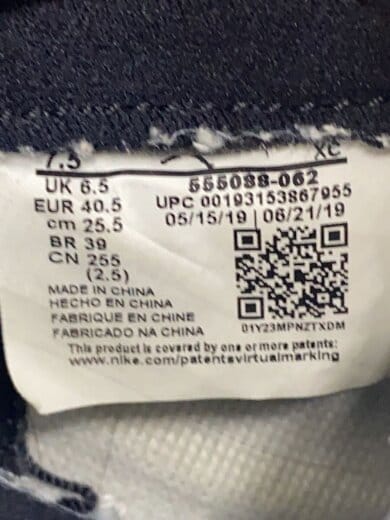 7.5 XC
UK 6.5
EUR 40.5
cm 25.5
BR 39
CN 255
(2.5)
555088-062
UPC 00193153867955
05/15/19 | 06/21/19
MADE IN CHINA
HECHO EN CHINA
FABRIQUE EN CHINE
FABRICADO NA CHINA
01Y23MPNZTXDM
This product is covered by one or more patents:
www.nike.com/patentsvirtualmarking